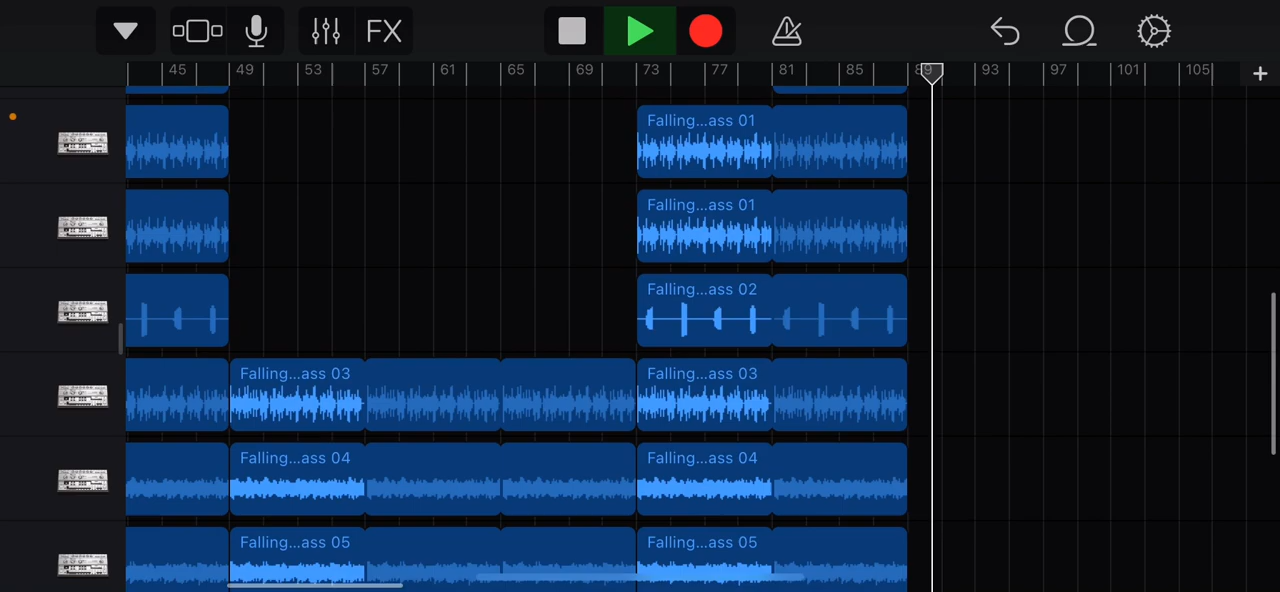 FX
45 49 53 57 61 65 69 73 77 81 85 89 93 97 101 105
Falling...ass 01
Falling...ass 01
Falling...ass 02
Falling...ass 03 Falling...ass 03
Falling...ass 04 Falling...ass 04
Falling...ass 05 Falling...ass 05